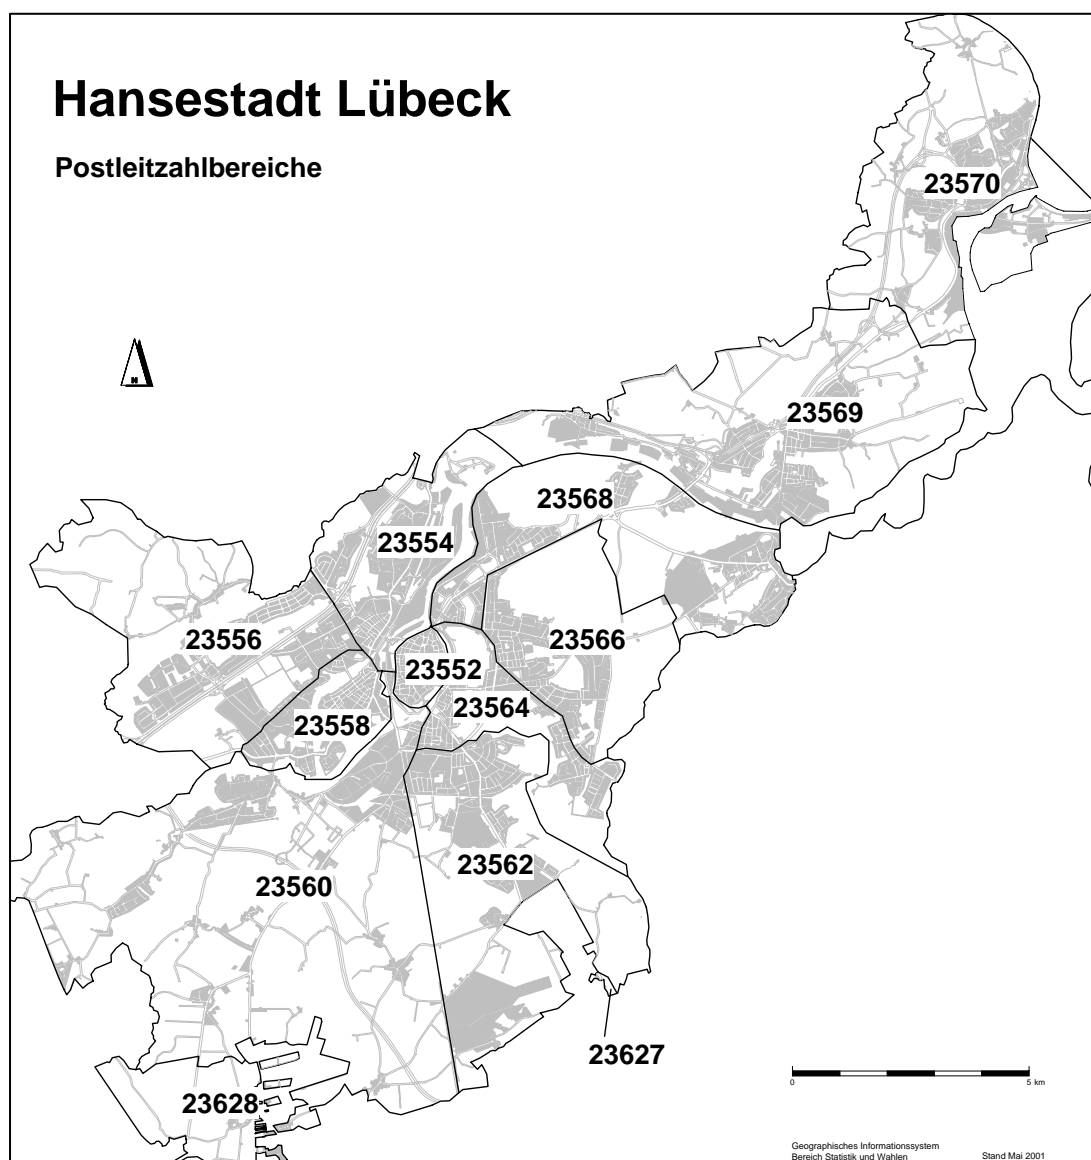 Hansestadt Lübeck
Postleitzahlbereiche
23570
N
23569
23568
23554
23556
23566
23552
23564
23558
23562
23560
23627
23628
0
5 km
Geographisches Informationssystem
Bereich Statistik und Wahlen
Stand Mai 2001